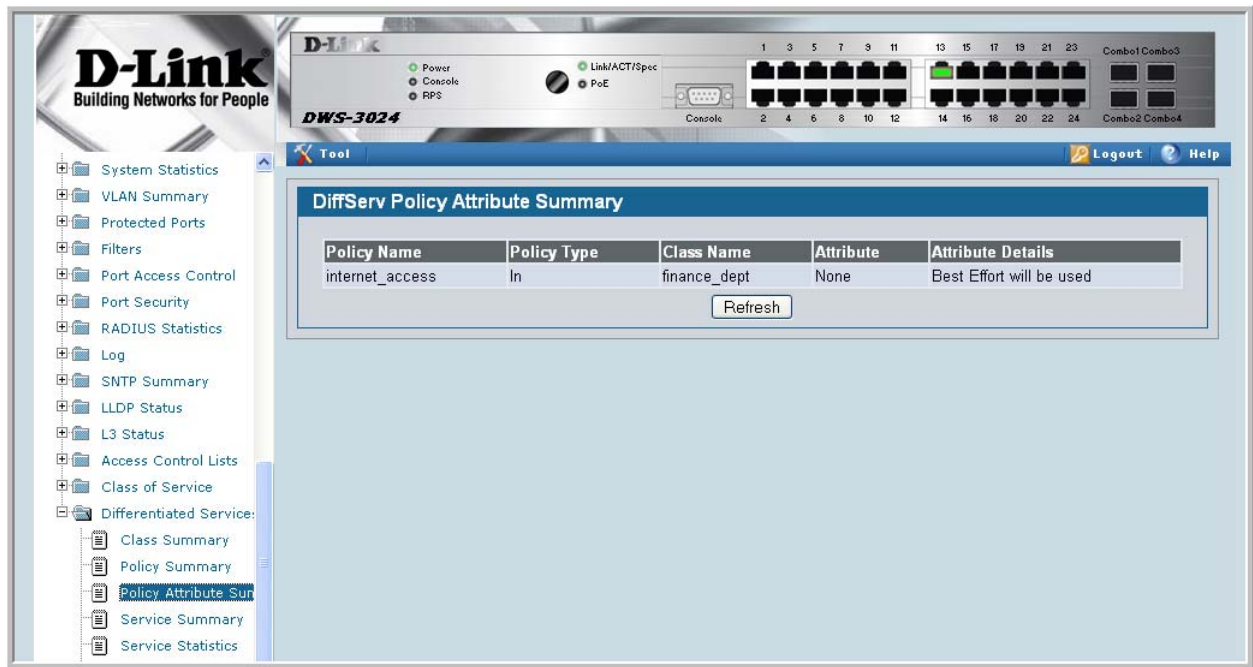 D-Link
Building Networks for People
D-Link
Power
Console
RPS
Link/ACT/Spec
PoE
DWS-3024
Console
1 3 5 7 9 11
13 15 17 19 21 23
Combo1 Combo3
2 4 6 8 10 12
14 16 18 20 22 24
Combo2 Combo4
Tool
Logout
Help
System Statistics
VLAN Summary
Protected Ports
Filters
Port Access Control
Port Security
RADIUS Statistics
Log
SNTP Summary
LLDP Status
L3 Status
Access Control Lists
Class of Service
Differentiated Service
Class Summary
Policy Summary
Policy Attribute Sum
Service Summary
Service Statistics
DiffServ Policy Attribute Summary
Policy Name Policy Type Class Name Attribute Attribute Details
internet_access In finance_dept None Best Effort will be used
Refresh